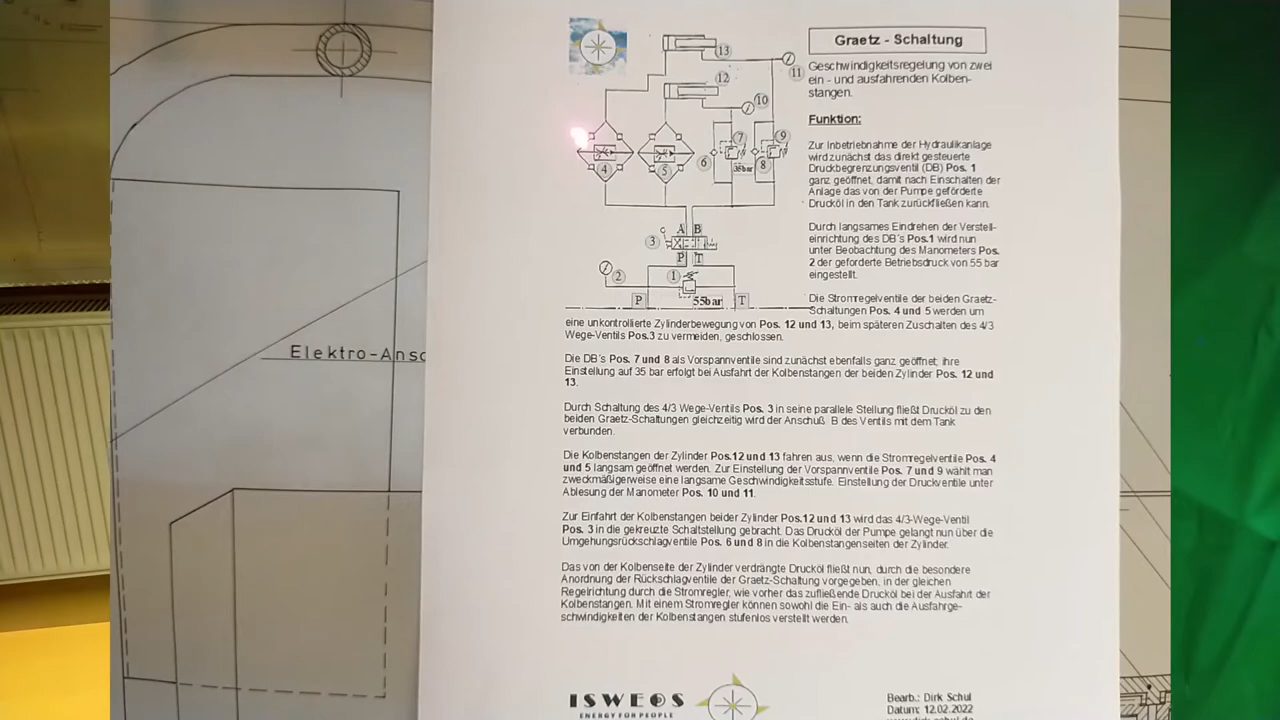 Graetz - Schaltung
Geschwindigkeitsregelung von zwei
ein - und ausfahrenden Kolben-
stangen.
Funktion:
Zur Inbetriebnahme der Hydraulikanlage
wird zunächst das direkt gesteuerte
Druckbegrenzungsventil (DB) Pos. 1
ganz geöffnet, damit nach Einschalten der
Anlage das von der Pumpe geförderte
Drucköl in den Tank zurückfließen kann.
Durch langsames Eindrehen der Verstell-
einrichtung des DB's Pos.1 wird nun
unter Beobachtung des Manometers Pos.
2 der geforderte Betriebsdruck von 55 bar
eingestellt.
Die Stromregelventile der beiden Graetz-
Schaltungen Pos. 4 und 5 werden um
eine unkontrollierte Zylinderbewegung von Pos. 12 und 13, beim späteren Zuschalten des 4/3
Wege-Ventils Pos.3 zu vermeiden, geschlossen.
Die DB's Pos. 7 und 8 als Vorspannventile sind zunächst ebenfalls ganz geöffnet; ihre
Einstellung auf 35 bar erfolgt bei Ausfahrt der Kolbenstangen der beiden Zylinder Pos. 12 und
13.
Durch Schaltung des 4/3 Wege-Ventils Pos. 3 in seine parallele Stellung fließt Drucköl zu den
beiden Graetz-Schaltungen gleichzeitig wird der Anschuß B des Ventils mit dem Tank
verbunden.
Die Kolbenstangen der Zylinder Pos.12 und 13 fahren aus, wenn die Stromregelventile Pos. 4
und 5 langsam geöffnet werden. Zur Einstellung der Vorspannventile Pos. 7 und 9 wählt man
zweckmäßigerweise eine langsame Geschwindigkeitsstufe. Einstellung der Druckventile unter
Ablesung der Manometer Pos. 10 und 11.
Zur Einfahrt der Kolbenstangen beider Zylinder Pos.12 und 13 wird das 4/3-Wege-Ventil
Pos. 3 in die gekreuzte Schaltstellung gebracht. Das Drucköl der Pumpe gelangt nun über die
Umgehungsrückschlagventile Pos. 6 und 8 in die Kolbenstangenseiten der Zylinder.
Das von der Kolbenseite der Zylinder verdrängte Drucköl fließt nun, durch die besondere
Anordnung der Rückschlagventile der Graetz-Schaltung vorgegeben, in der gleichen
Regelrichtung durch die Stromregler, wie vorher das zufließende Drucköl bei der Ausfahrt der
Kolbenstangen. Mit einem Stromregler können sowohl die Ein- als auch die Ausfahrge-
schwindigkeiten der Kolbenstangen stufenlos verstellt werden.
13
11
12
10
7
9
6
8
4
5
35bar
A B
3
P T
2
1
P
55bar
T
Elektro-Ansc
ISWEOS
ENERGY FOR PEOPLE
Bearb.: Dirk Schul
Datum: 12.02.2022